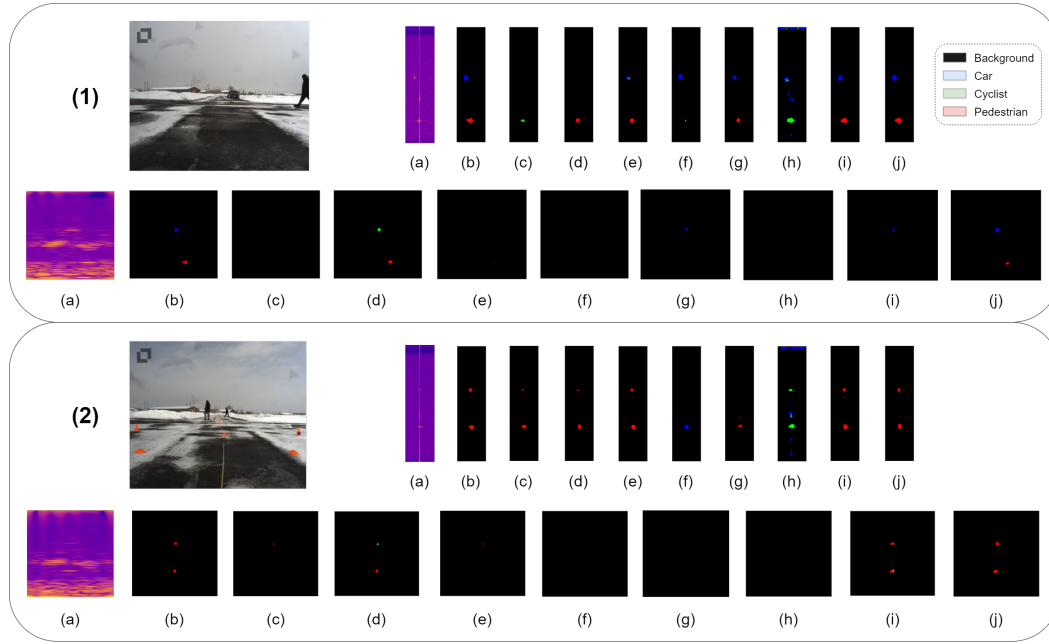 (1)
Background
Car
Cyclist
Pedestrian
(a) (b) (c) (d) (e) (f) (g) (h) (i) (j)
(a) (b) (c) (d) (e) (f) (g) (h) (i) (j)
(2)
(a) (b) (c) (d) (e) (f) (g) (h) (i) (j)
(a) (b) (c) (d) (e) (f) (g) (h) (i) (j)